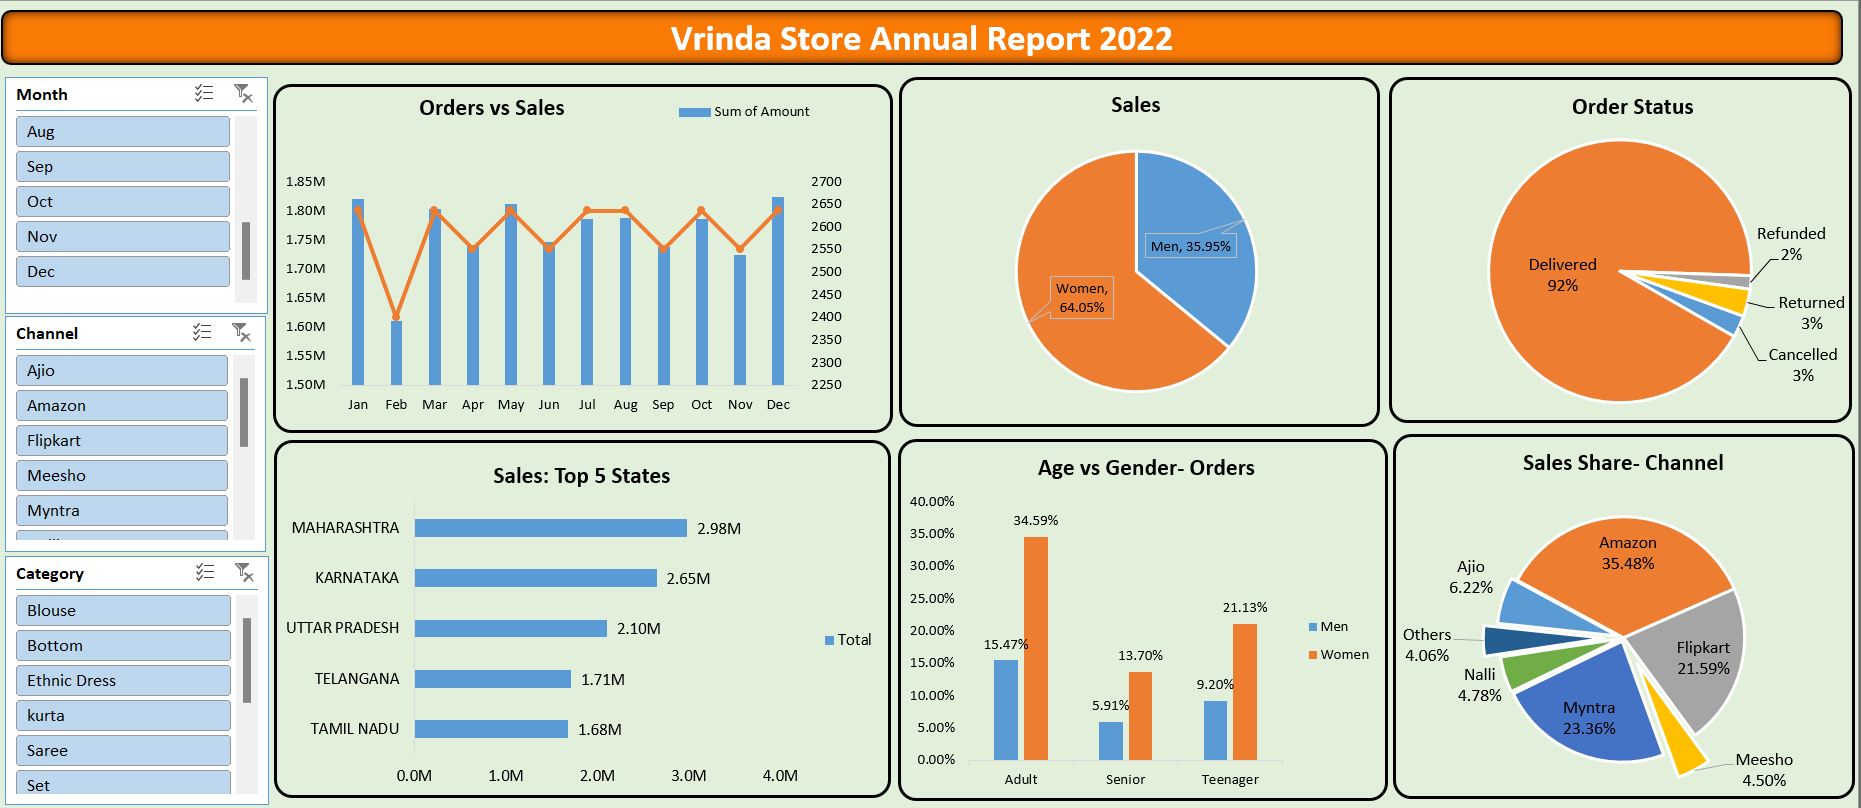 Vrinda Store Annual Report 2022
Month
Aug
Sep
Oct
Nov
Dec
Channel
Ajio
Amazon
Flipkart
Meesho
Myntra
Category
Blouse
Bottom
Ethnic Dress
kurta
Saree
Set
Orders vs Sales
Sum of Amount
1.85M
1.80M
1.75M
1.70M
1.65M
1.60M
1.55M
1.50M
2700
2650
2600
2550
2500
2450
2400
2350
2300
2250
Jan Feb Mar Apr May Jun Jul Aug Sep Oct Nov Dec
Sales
Men, 35.95%
Women,
64.05%
Order Status
Delivered
92%
Refunded
2%
Returned
3%
Cancelled
3%
Sales: Top 5 States
MAHARASHTRA 2.98M
KARNATAKA 2.65M
UTTAR PRADESH 2.10M
TELANGANA 1.71M
TAMIL NADU 1.68M
0.0M 1.0M 2.0M 3.0M 4.0M
Total
Age vs Gender- Orders
40.00%
35.00%
30.00%
25.00%
20.00%
15.00%
10.00%
5.00%
0.00%
15.47%
34.59%
5.91%
13.70%
9.20%
21.13%
Adult Senior Teenager
Men
Women
Sales Share- Channel
Amazon
35.48%
Flipkart
21.59%
Meesho
4.50%
Myntra
23.36%
Nalli
4.78%
Others
4.06%
Ajio
6.22%